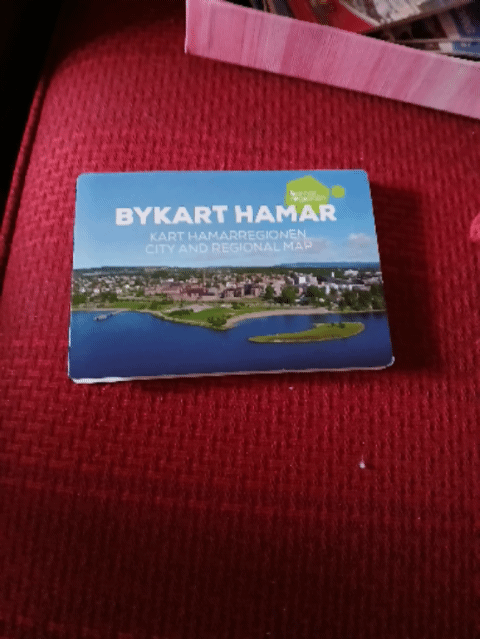 BYKART HAMAR
KART HAMARREGIONEN
CITY AND REGIONAL MAP